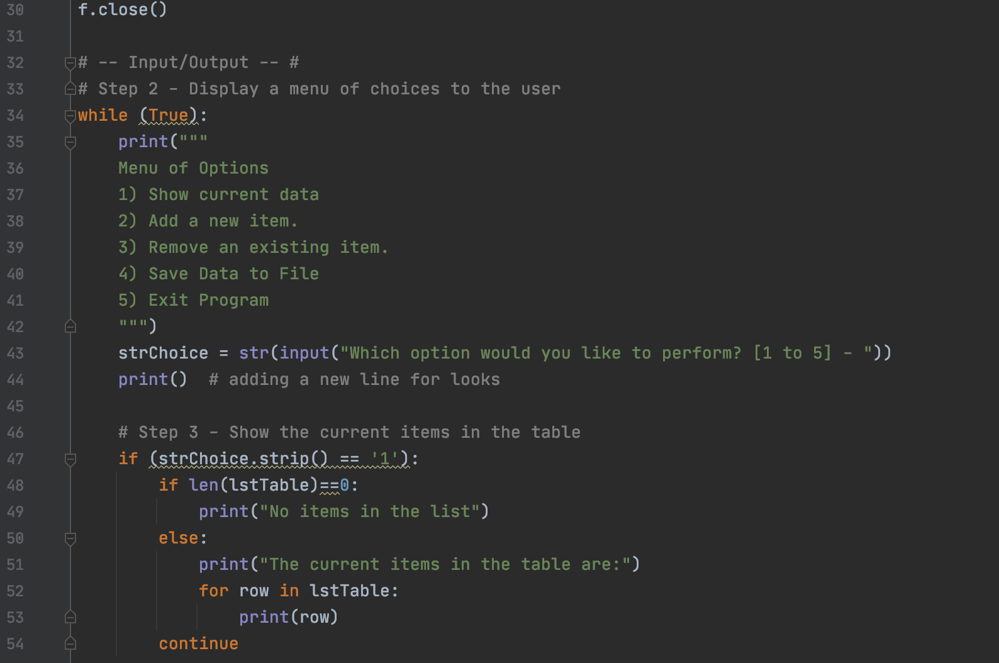 30 f.close()
31
32 # -- Input/Output -- #
33 # Step 2 - Display a menu of choices to the user
34 while (True):
35     print("""
36     Menu of Options
37     1) Show current data
38     2) Add a new item.
39     3) Remove an existing item.
40     4) Save Data to File
41     5) Exit Program
42     """)
43     strChoice = str(input("Which option would you like to perform? [1 to 5] - "))
44     print()  # adding a new line for looks
45
46     # Step 3 - Show the current items in the table
47     if (strChoice.strip() == '1'):
48         if len(lstTable)==0:
49             print("No items in the list")
50         else:
51             print("The current items in the table are:")
52             for row in lstTable:
53                 print(row)
54         continue